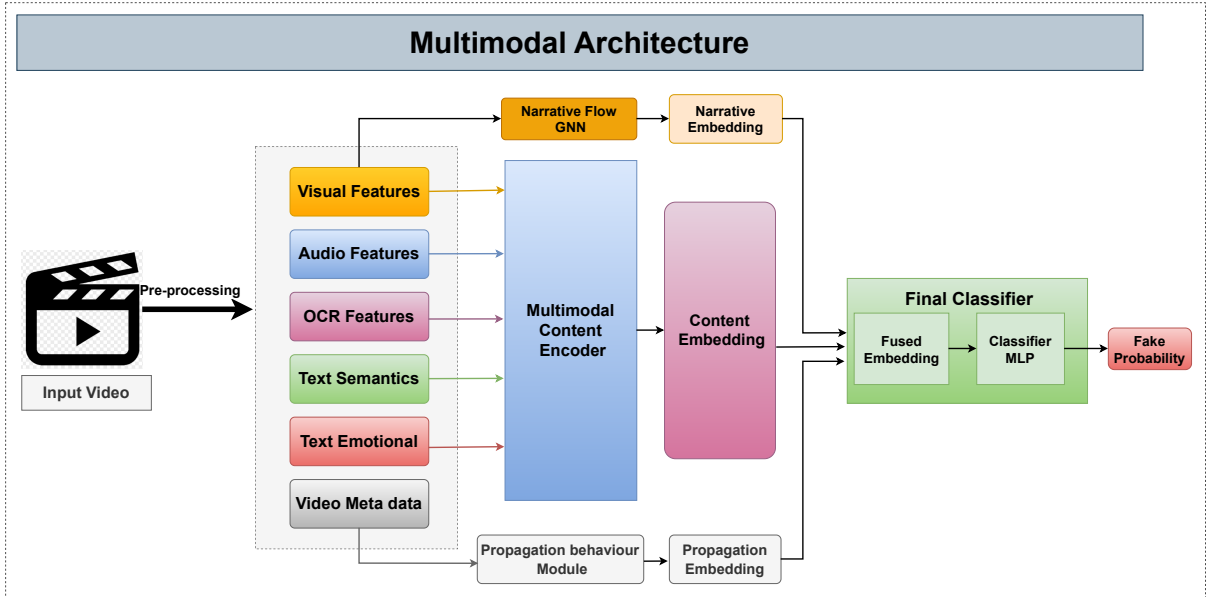 Multimodal Architecture
Narrative Flow
GNN
Narrative
Embedding
Visual Features
Audio Features
OCR Features
Text Semantics
Text Emotional
Video Meta data
Pre-processing
Input Video
Multimodal
Content
Encoder
Content
Embedding
Propagation behaviour
Module
Propagation
Embedding
Final Classifier
Fused
Embedding
Classifier
MLP
Fake
Probability